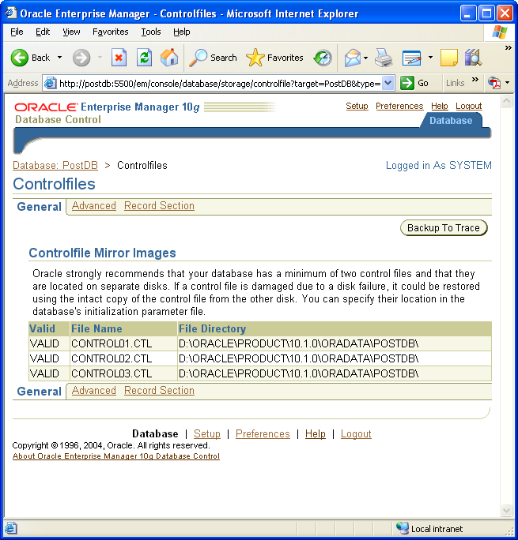 Oracle Enterprise Manager - Controlfiles - Microsoft Internet Explorer
File Edit View Favorites Tools Help
Back Search Favorites
Address http://postdb:5500/em/console/database/storage/controlfile?target=PostDB&type= Go Links
ORACLE Enterprise Manager 10g Setup Preferences Help Logout
Database Control Database
Database: PostDB > Controlfiles Logged in As SYSTEM
Controlfiles
General Advanced Record Section
Backup To Trace
Controlfile Mirror Images
Oracle strongly recommends that your database has a minimum of two control files and that they
are located on separate disks. If a control file is damaged due to a disk failure, it could be restored
using the intact copy of the control file from the other disk. You can specify their location in the
database's initialization parameter file.
Valid File Name File Directory
VALID CONTROL01.CTL D:\ORACLE\PRODUCT\10.1.0\ORADATA\POSTDB\
VALID CONTROL02.CTL D:\ORACLE\PRODUCT\10.1.0\ORADATA\POSTDB\
VALID CONTROL03.CTL D:\ORACLE\PRODUCT\10.1.0\ORADATA\POSTDB\
General Advanced Record Section
Database | Setup | Preferences | Help | Logout
Copyright © 1996, 2004, Oracle. All rights reserved.
About Oracle Enterprise Manager 10g Database Control
Local intranet